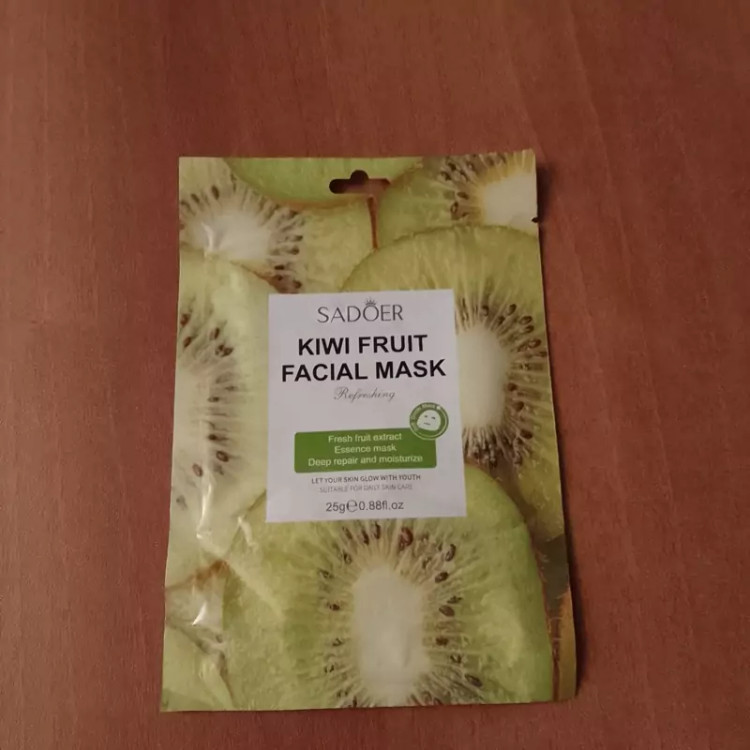 SADOER
KIWI FRUIT
FACIAL MASK
Refreshing
Fresh fruit extract
Essence mask
Deep repair and moisturize
LET YOUR SKIN GLOW WITH YOUTH
SUITABLE FOR DAILY SKIN CARE
25g℮0.88fl.oz